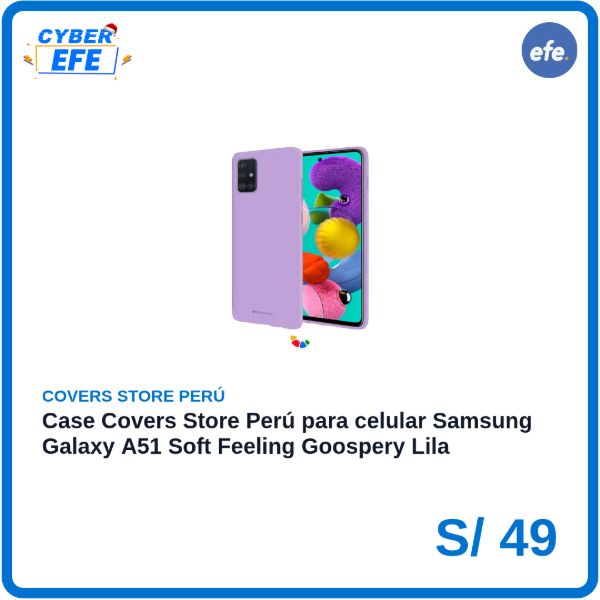 CYBER
EFE
efe.
COVERS STORE PERÚ
Case Covers Store Perú para celular Samsung
Galaxy A51 Soft Feeling Goospery Lila
S/ 49